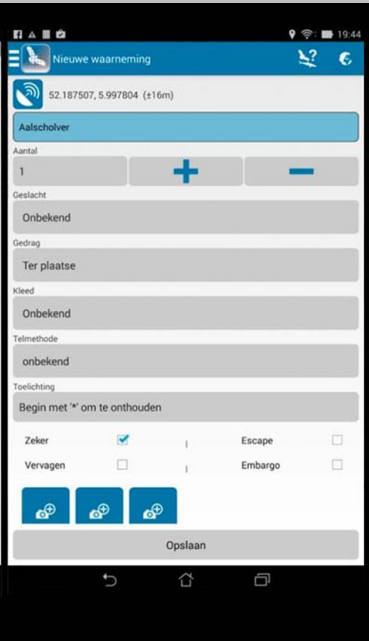 19:44
Nieuwe waarneming
52.187507, 5.997804 (±16m)
Aalscholver
Aantal
1
Geslacht
Onbekend
Gedrag
Ter plaatse
Kleed
Onbekend
Telmethode
onbekend
Toelichting
Begin met '*' om te onthouden
Zeker Escape
Vervagen Embargo
Opslaan